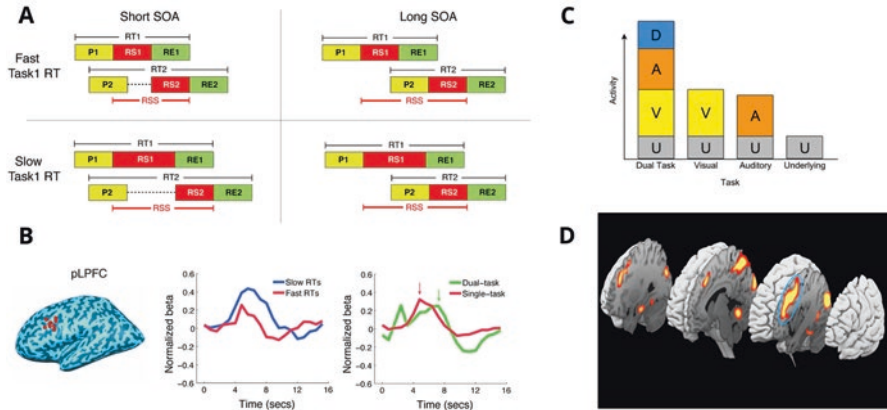 A
Short SOA
Long SOA
Fast
Task1 RT
RT1
P1 RS1 RE1
RT2
P2 RS2 RE2
RSS
RT1
P1 RS1 RE1
RT2
P2 RS2 RE2
RSS
Slow
Task1 RT
RT1
P1 RS1 RE1
RT2
P2 RS2 RE2
RSS
RT1
P1 RS1 RE1
RT2
P2 RS2 RE2
RSS
B
pLPFC
Normalized beta
0.6
0.4
0.2
0
-0.2
-0.4
-0.6
0 4 8 12 16
Time (secs)
Slow RTs
Fast RTs
Normalized beta
0.6
0.4
0.2
0
-0.2
-0.4
-0.6
0 4 8 12 16
Time (secs)
Dual-task
Single-task
C
Activity
D
A
V V A
U U U U
Dual Task Visual Auditory Underlying
Task
D